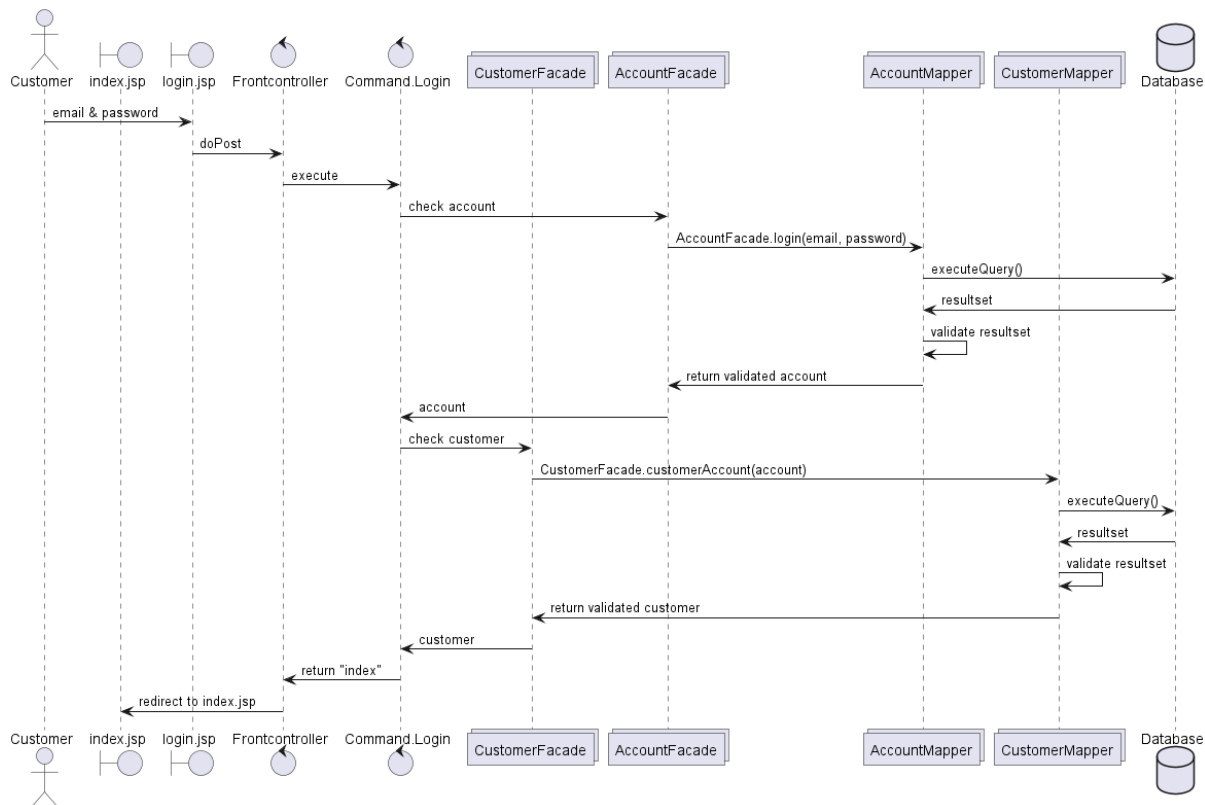 Customer
index.jsp
login.jsp
Frontcontroller
Command.Login
CustomerFacade
AccountFacade
AccountMapper
CustomerMapper
Database
email & password
doPost
execute
check account
AccountFacade.login(email, password)
executeQuery()
resultset
validate resultset
return validated account
account
check customer
CustomerFacade.customerAccount(account)
executeQuery()
resultset
validate resultset
return validated customer
customer
return "index"
redirect to index.jsp
Customer
index.jsp
login.jsp
Frontcontroller
Command.Login
CustomerFacade
AccountFacade
AccountMapper
CustomerMapper
Database